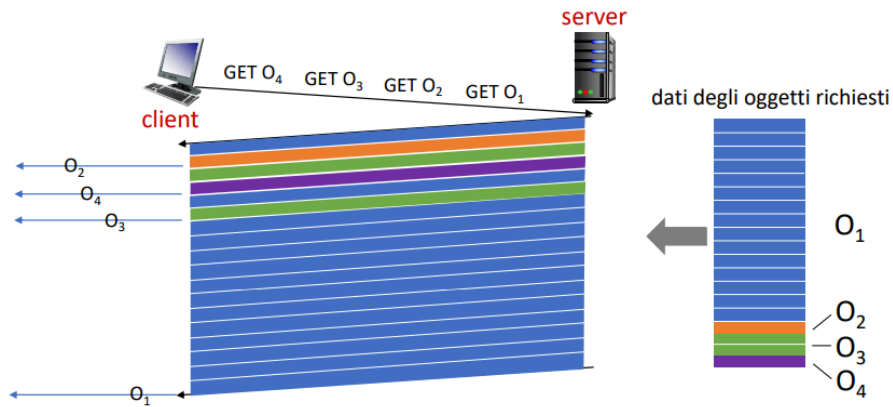 server
GET O₄ GET O₃ GET O₂ GET O₁
client
dati degli oggetti richiesti
O₂
O₄
O₃
O₁
O₁
O₂
O₃
O₄